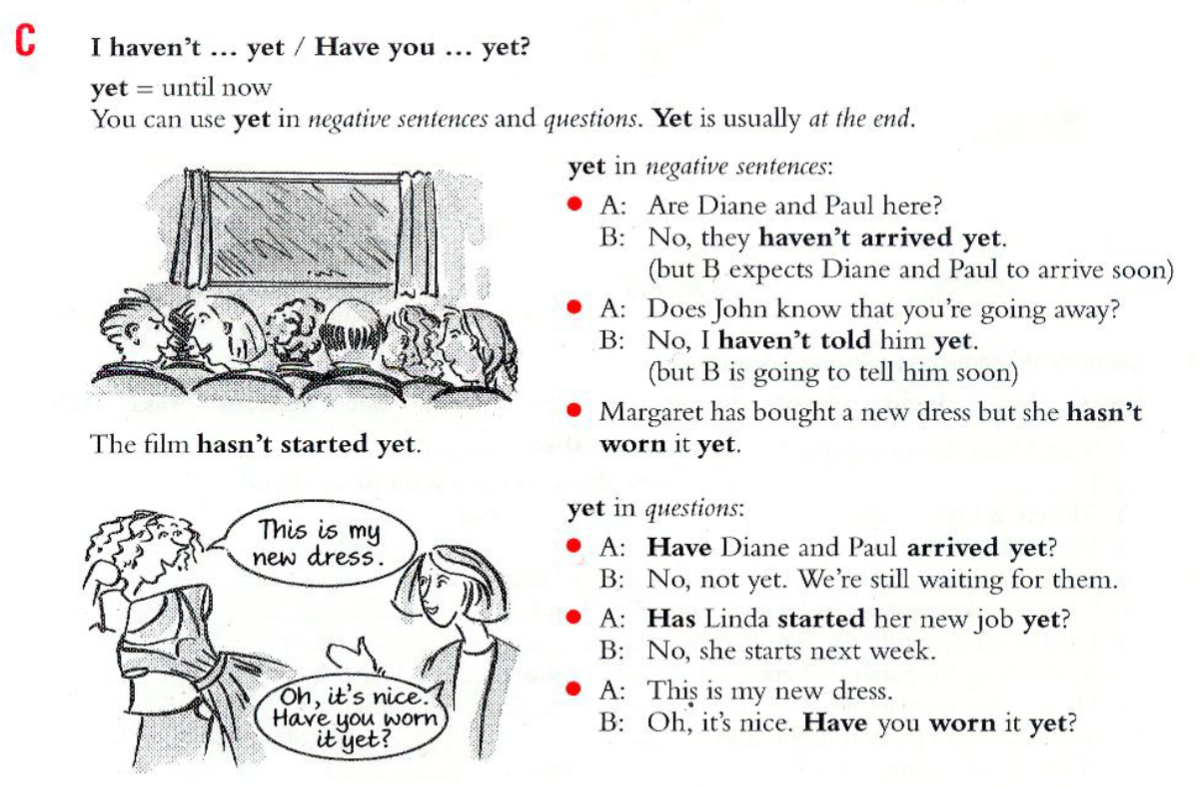 C
I haven't ... yet / Have you ... yet?
yet = until now
You can use yet in negative sentences and questions. Yet is usually at the end.
The film hasn't started yet.
yet in negative sentences:
• A: Are Diane and Paul here?
B: No, they haven't arrived yet.
(but B expects Diane and Paul to arrive soon)
• A: Does John know that you're going away?
B: No, I haven't told him yet.
(but B is going to tell him soon)
• Margaret has bought a new dress but she hasn't
worn it yet.
This is my
new dress.
Oh, it's nice.
Have you worn
it yet?
yet in questions:
• A: Have Diane and Paul arrived yet?
B: No, not yet. We're still waiting for them.
• A: Has Linda started her new job yet?
B: No, she starts next week.
• A: This is my new dress.
B: Oh, it's nice. Have you worn it yet?